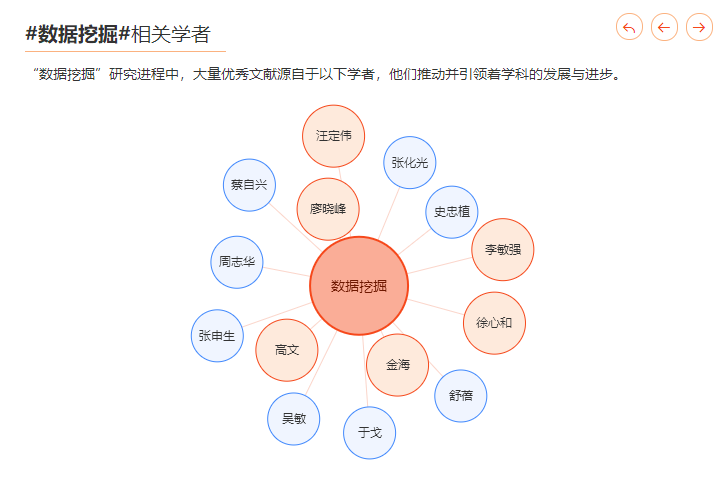 #数据挖掘#相关学者
“数据挖掘”研究进程中，大量优秀文献源自于以下学者，他们推动并引领着学科的发展与进步。
汪定伟
张化光
蔡自兴
廖晓峰
史忠植
李敏强
周志华
数据挖掘
徐心和
张申生
高文
金海
舒蓓
吴敏
于戈